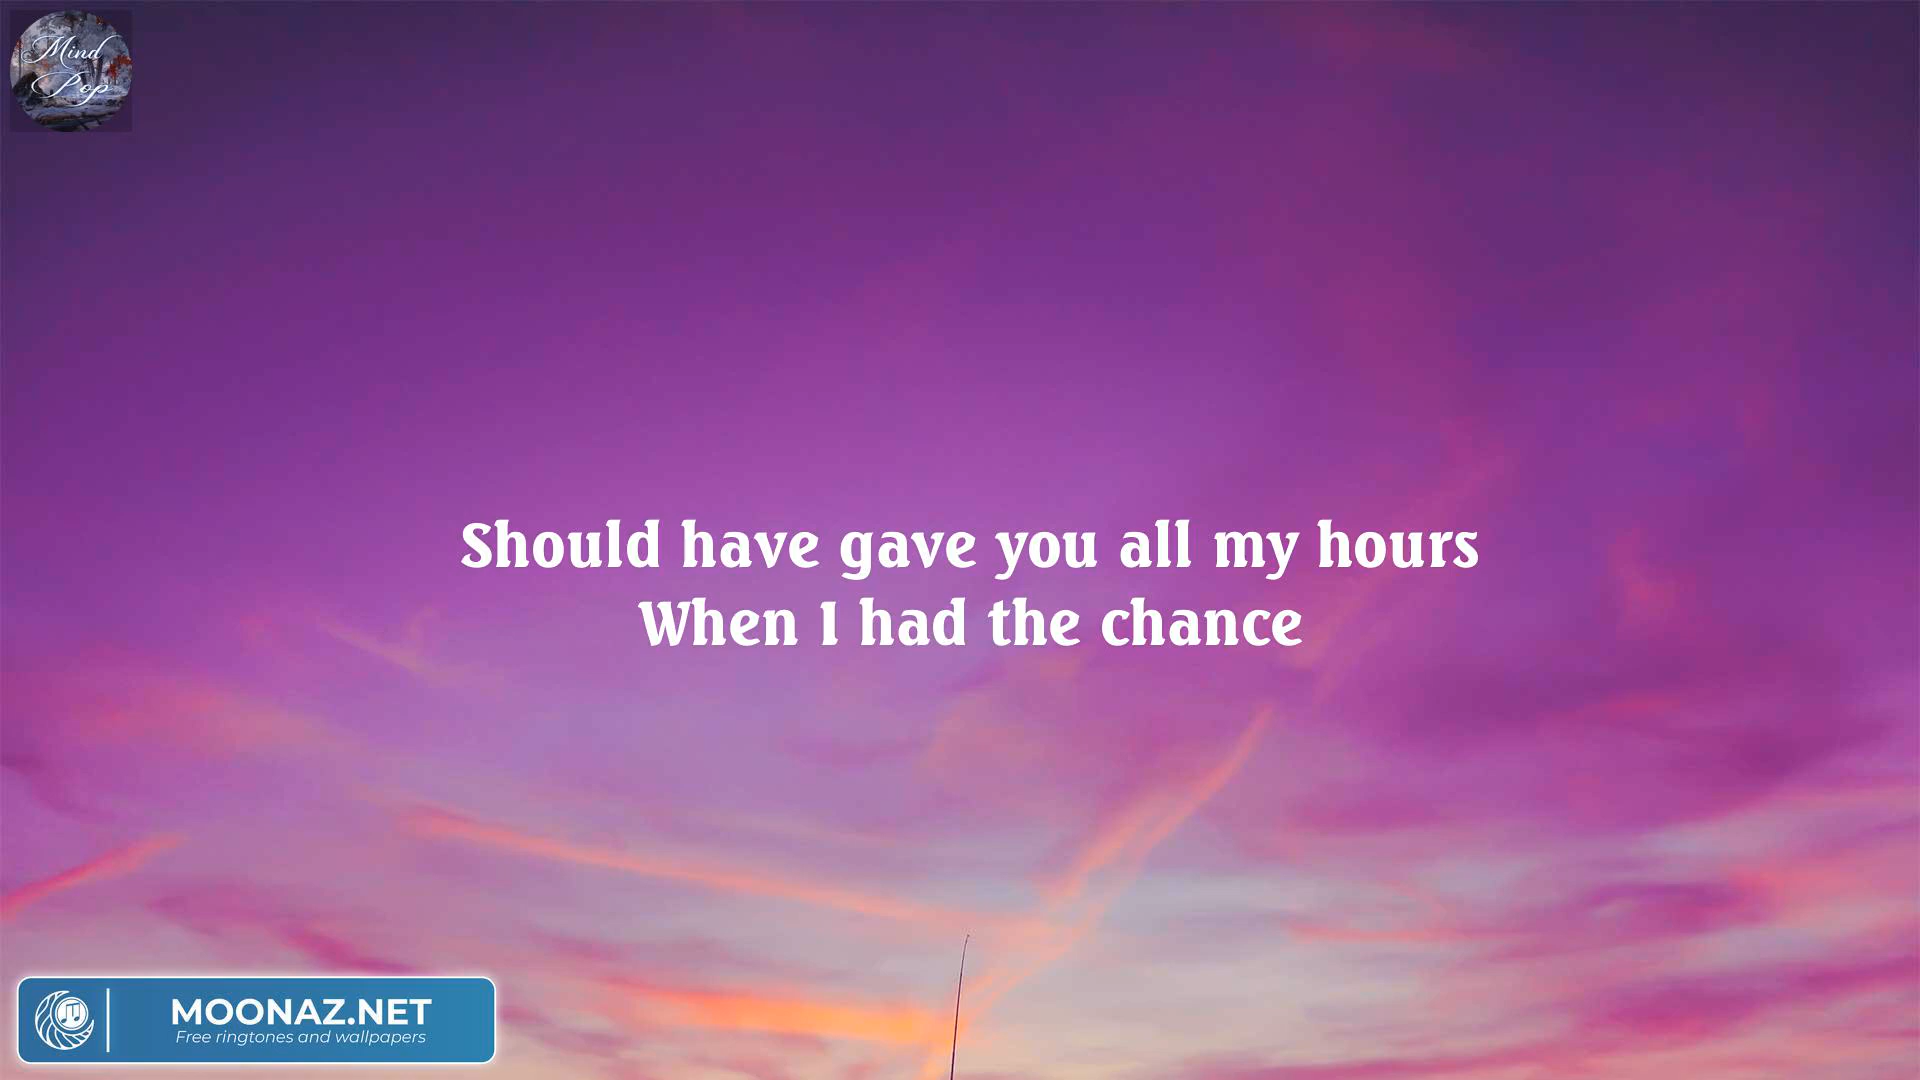 Mind
Pop
Should have gave you all my hours
When I had the chance
MOONAZ.NET
Free ringtones and wallpapers